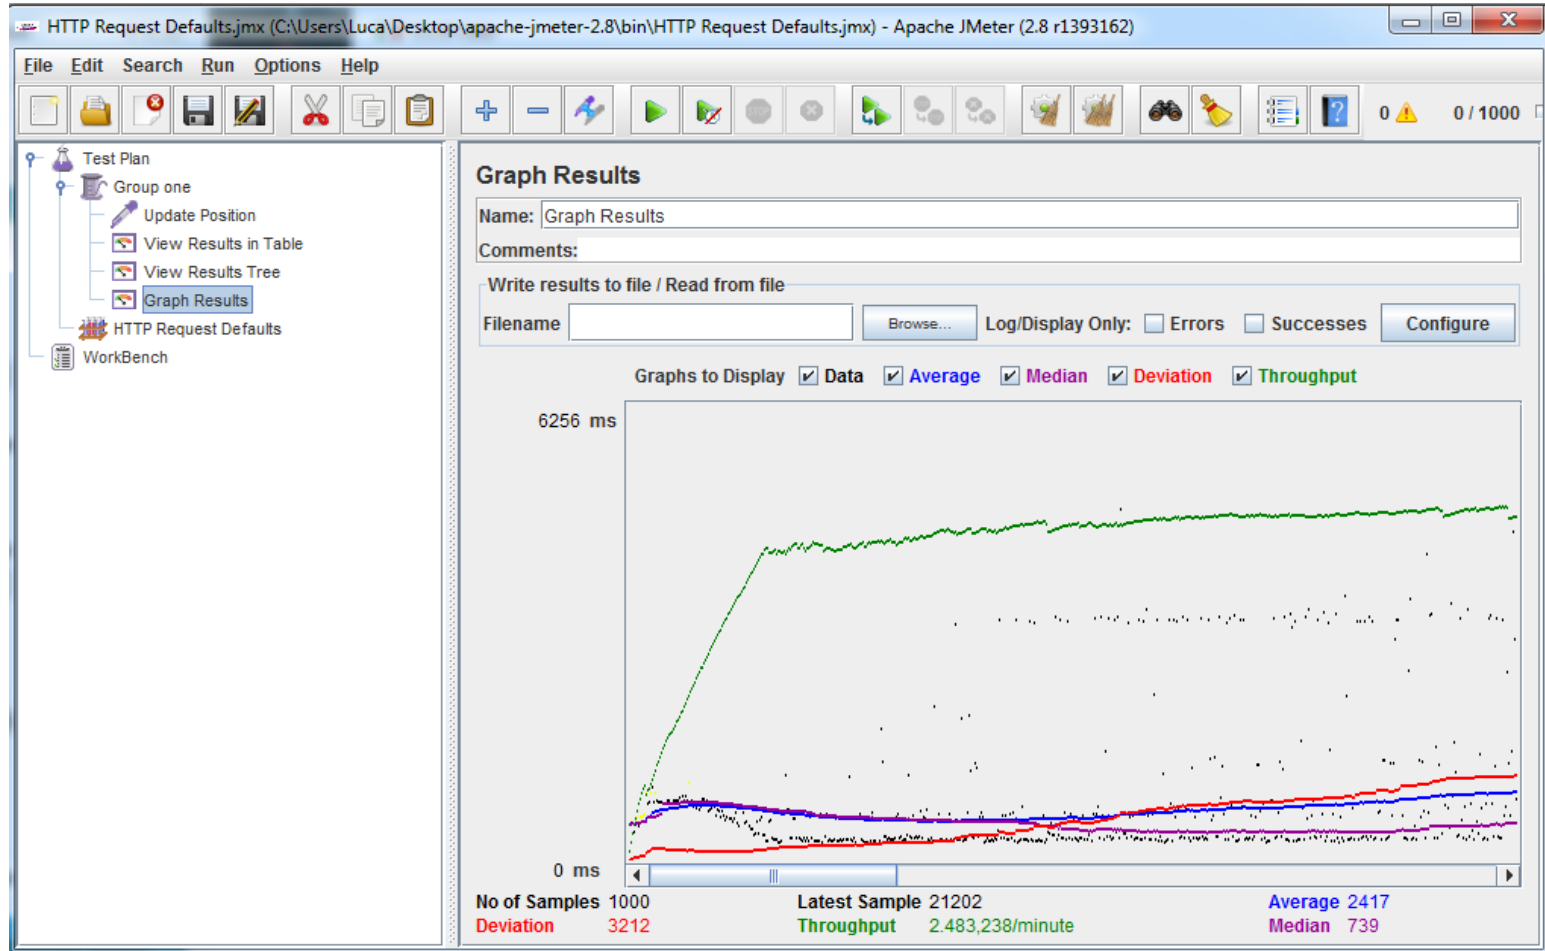 HTTP Request Defaults.jmx (C:\Users\Luca\Desktop\apache-jmeter-2.8\bin\HTTP Request Defaults.jmx) - Apache JMeter (2.8 r1393162)
File Edit Search Run Options Help
0 0 / 1000
Test Plan
Group one
Update Position
View Results in Table
View Results Tree
Graph Results
HTTP Request Defaults
WorkBench
Graph Results
Name: Graph Results
Comments:
Write results to file / Read from file
Filename Browse... Log/Display Only: Errors Successes Configure
Graphs to Display Data Average Median Deviation Throughput
6256 ms
0 ms
No of Samples 1000 Latest Sample 21202 Average 2417
Deviation 3212 Throughput 2.483,238/minute Median 739